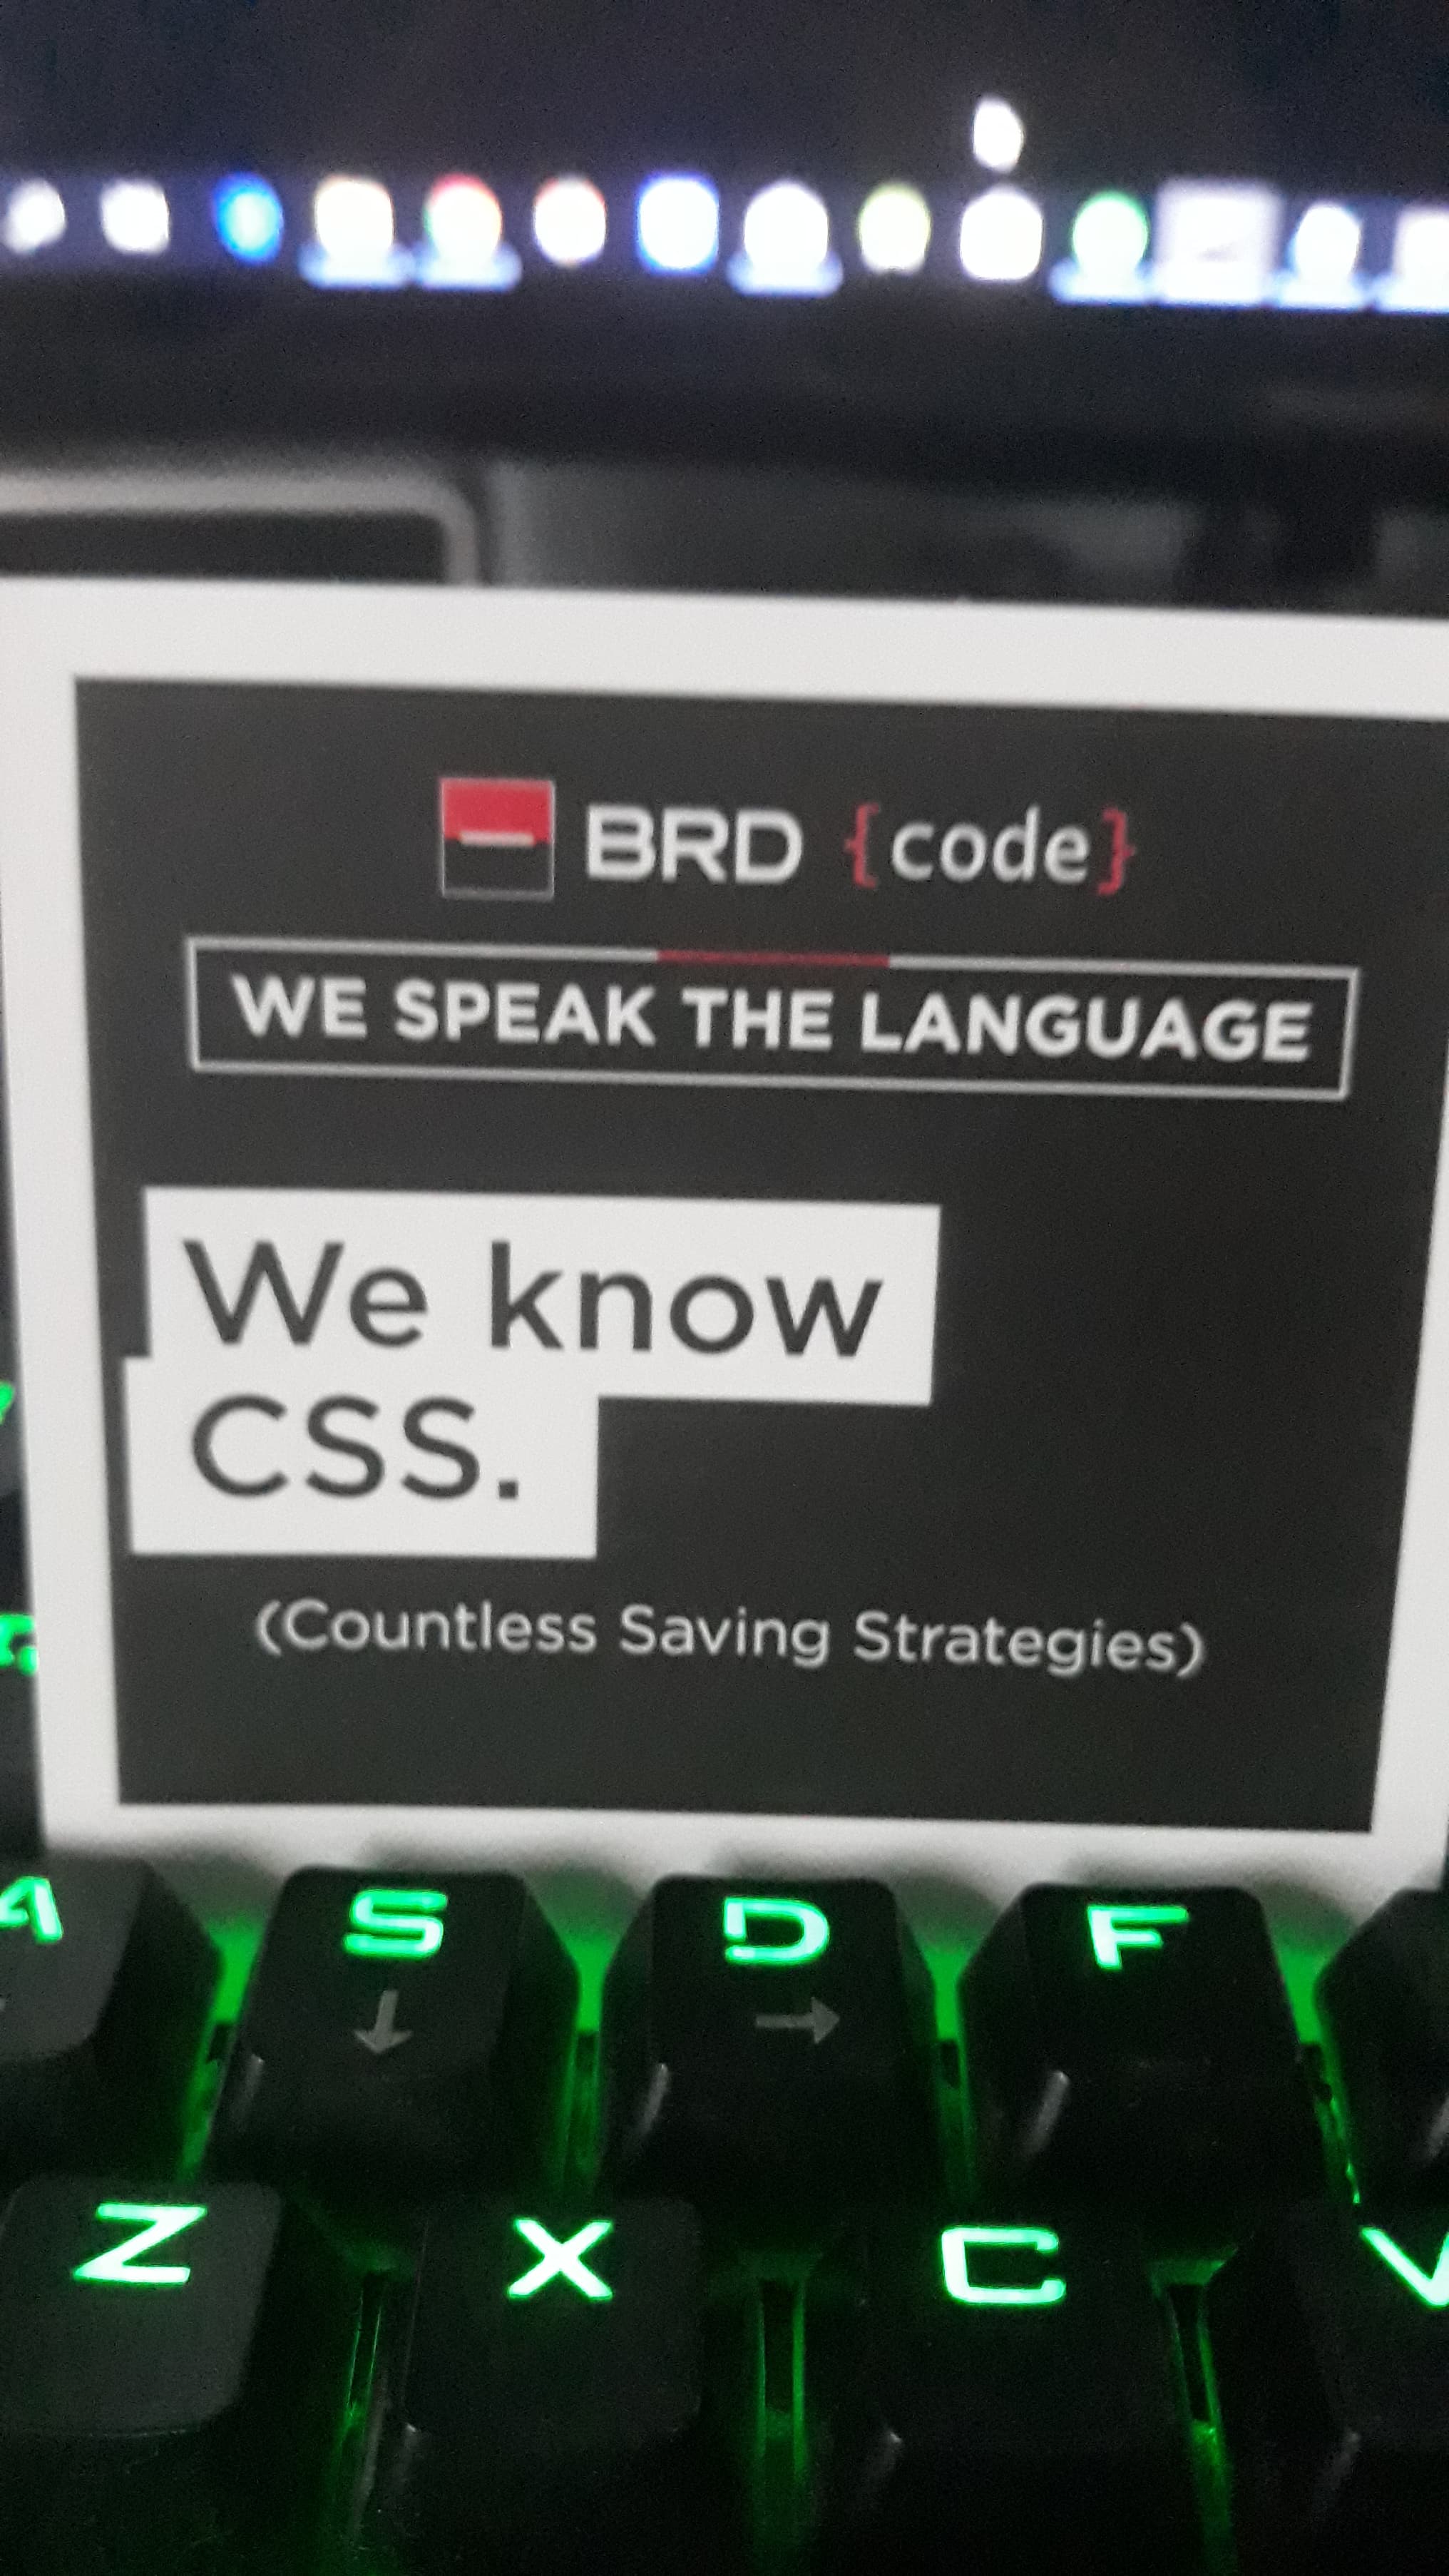 BRD {code}
WE SPEAK THE LANGUAGE
We know
CSS.
(Countless Saving Strategies)
A S D F
Z X C V